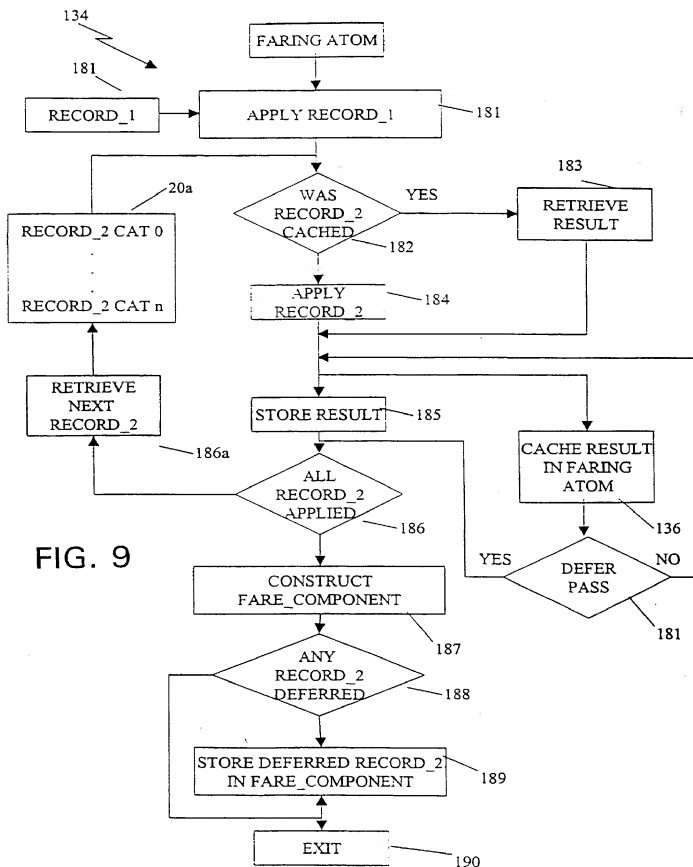 134
FARING ATOM
181
RECORD_1
APPLY RECORD_1
181
20a
RECORD_2 CAT 0
.
.
.
RECORD_2 CAT n
WAS
RECORD_2
CACHED
182
YES
183
RETRIEVE
RESULT
APPLY
RECORD_2
184
RETRIEVE
NEXT
RECORD_2
186a
STORE RESULT
185
CACHE RESULT
IN FARING
ATOM
136
ALL
RECORD_2
APPLIED
186
FIG. 9
YES
DEFER
PASS
NO
181
CONSTRUCT
FARE_COMPONENT
187
ANY
RECORD_2
DEFERRED
188
STORE DEFERRED RECORD_2
IN FARE_COMPONENT
189
EXIT
190